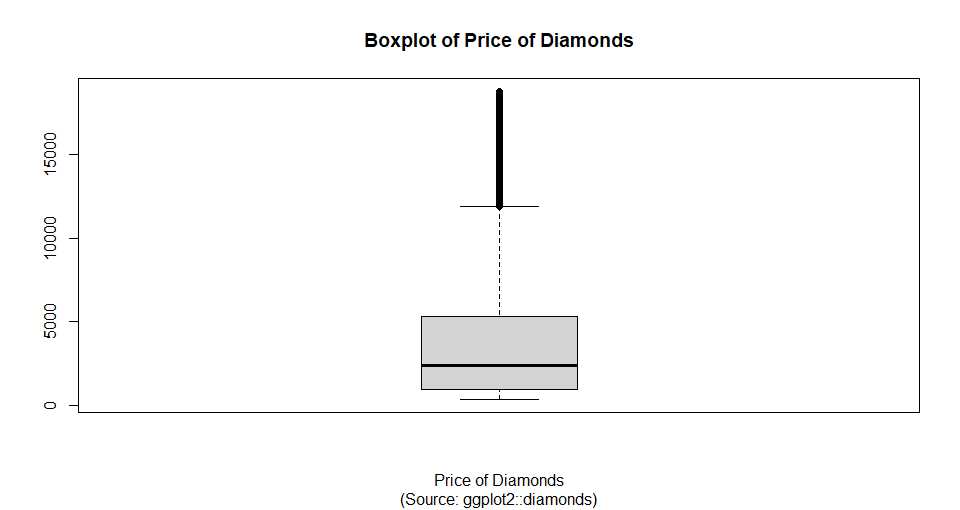 Boxplot of Price of Diamonds
15000
10000
5000
0
Price of Diamonds
(Source: ggplot2::diamonds)